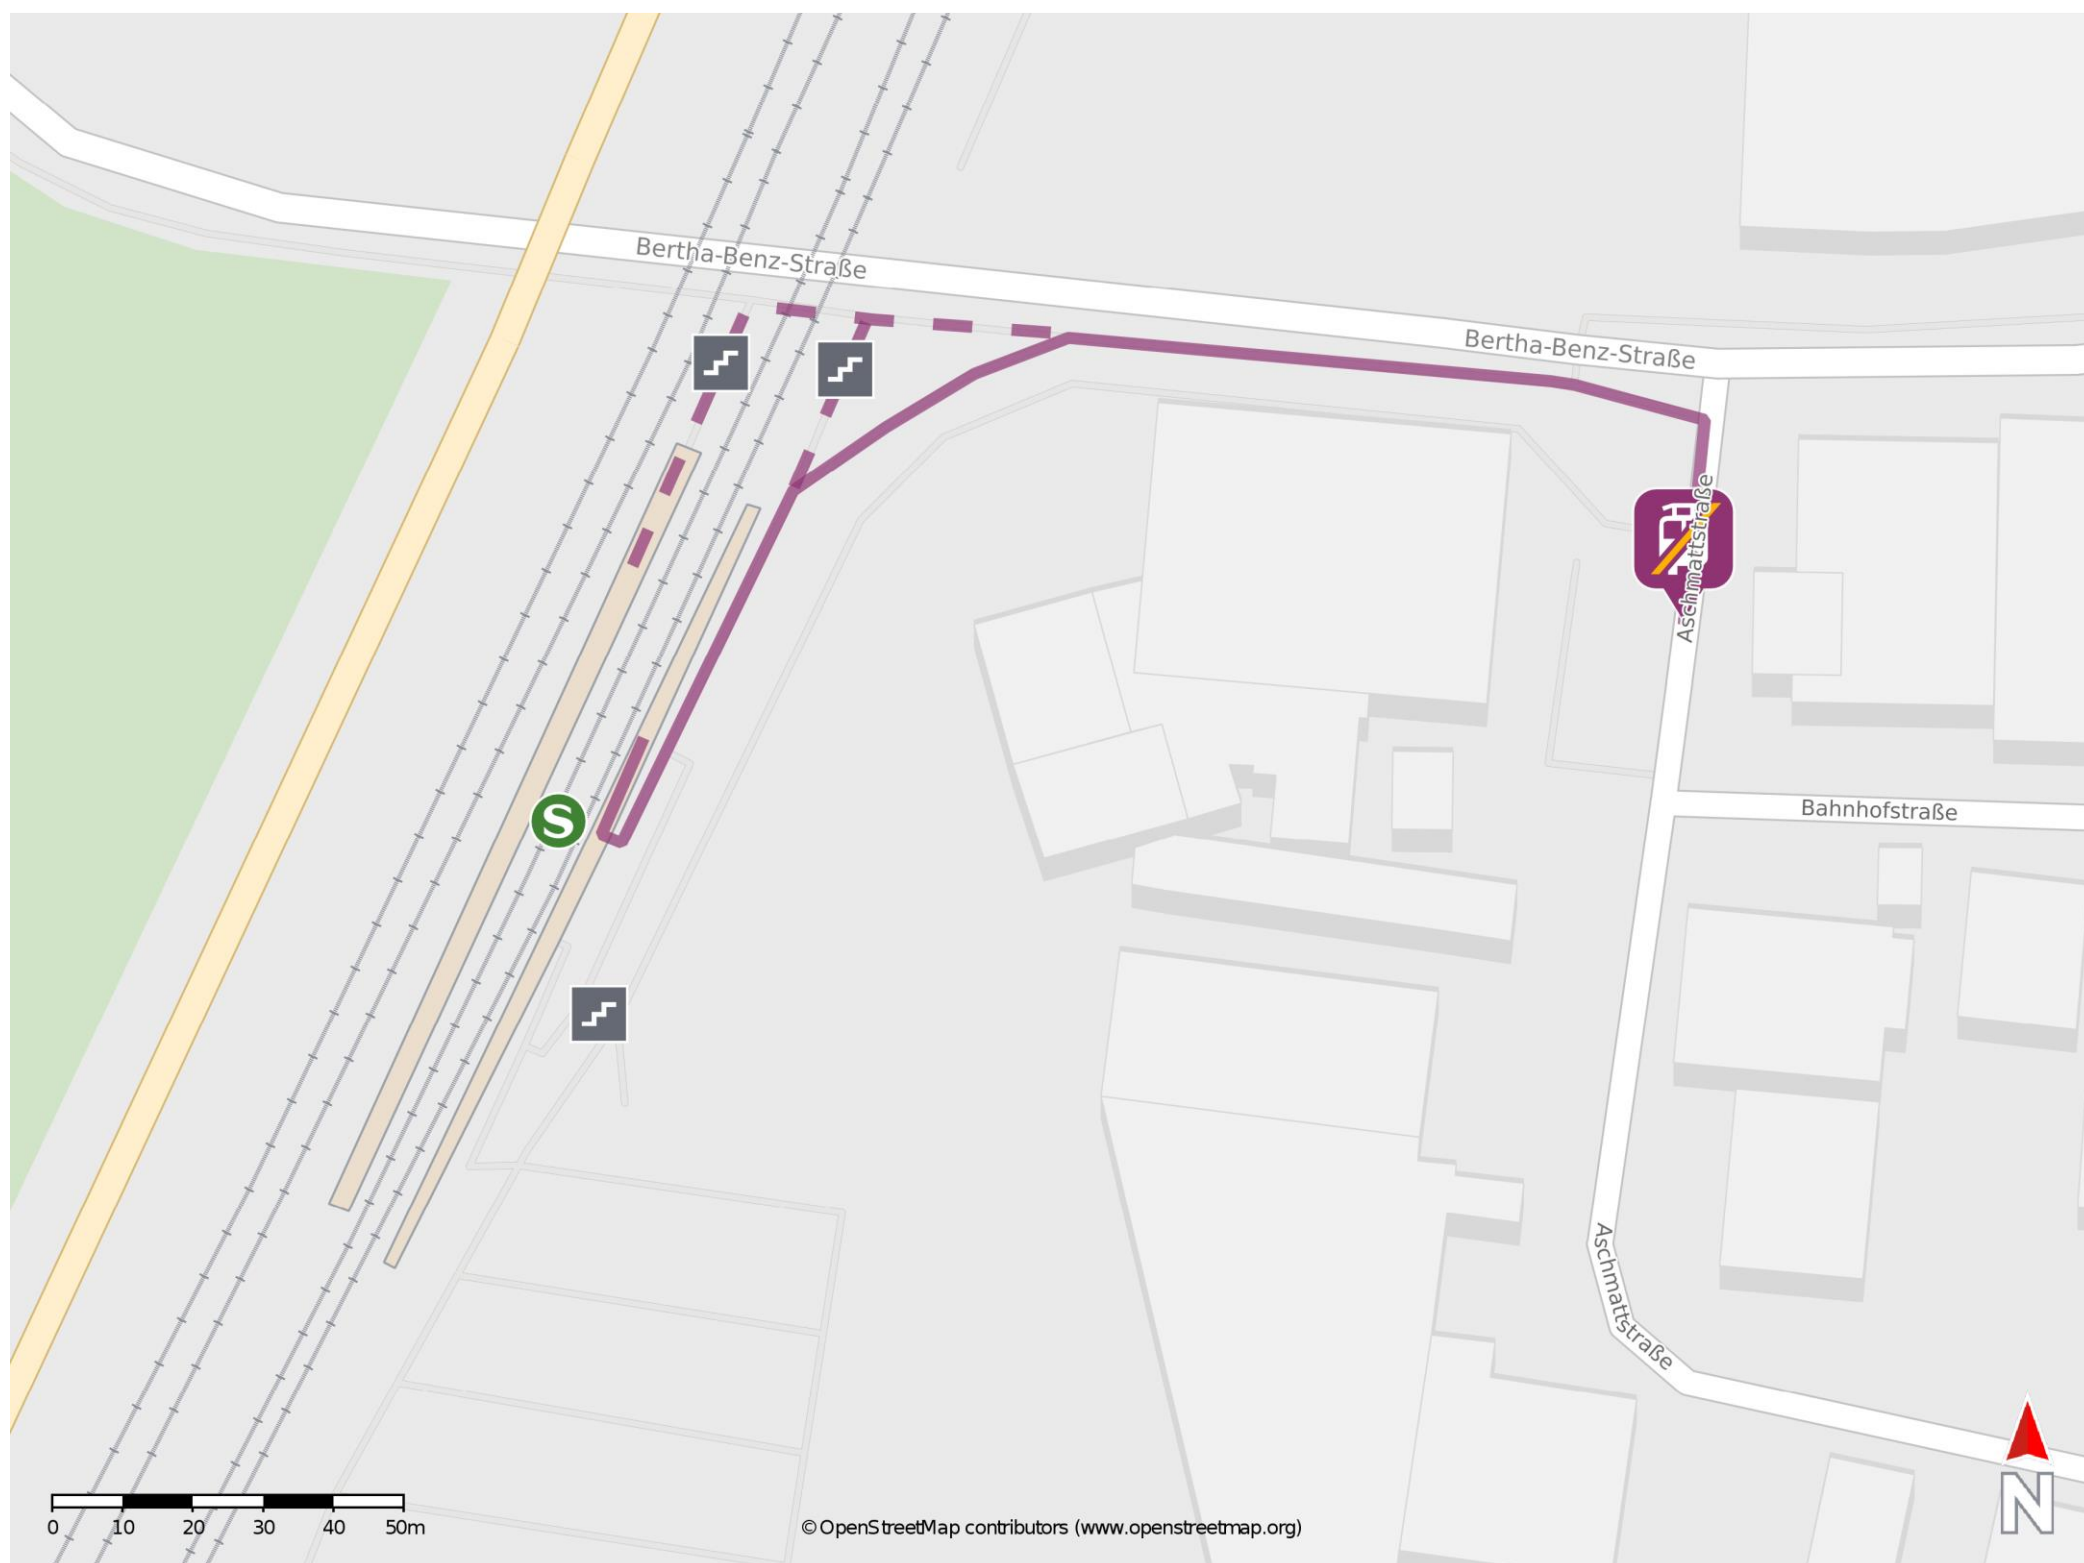 Bertha-Benz-Straße
Bertha-Benz-Straße
Aschmattstraße
S
Bahnhofstraße
Aschmattstraße
0 10 20 30 40 50m
© OpenStreetMap contributors (www.openstreetmap.org)
N